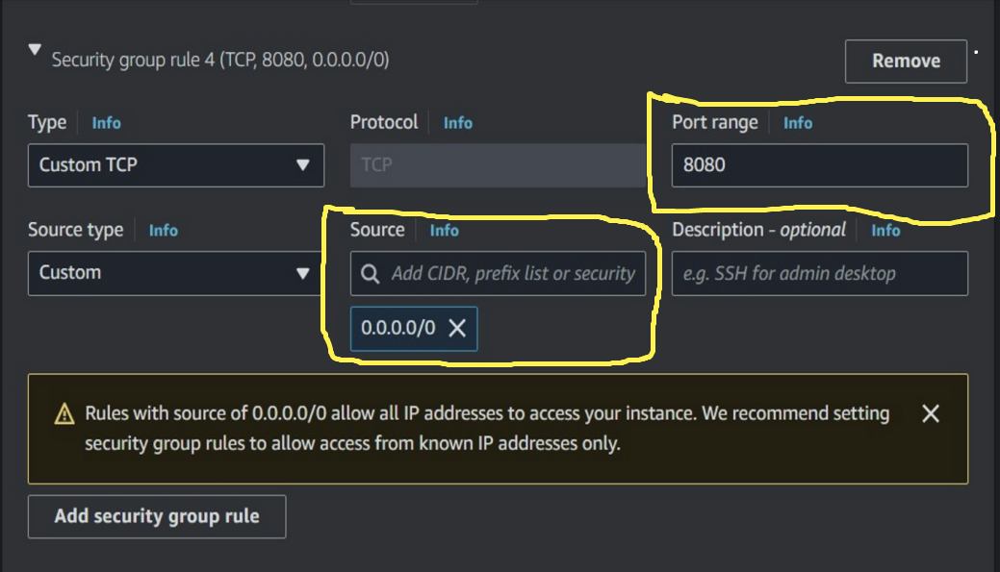 Security group rule 4 (TCP, 8080, 0.0.0.0/0)
Remove
Type Info
Protocol Info
Port range Info
Custom TCP
TCP
8080
Source type Info
Source Info
Description - optional Info
Custom
Add CIDR, prefix list or security
e.g. SSH for admin desktop
0.0.0.0/0
Rules with source of 0.0.0.0/0 allow all IP addresses to access your instance. We recommend setting
security group rules to allow access from known IP addresses only.
Add security group rule